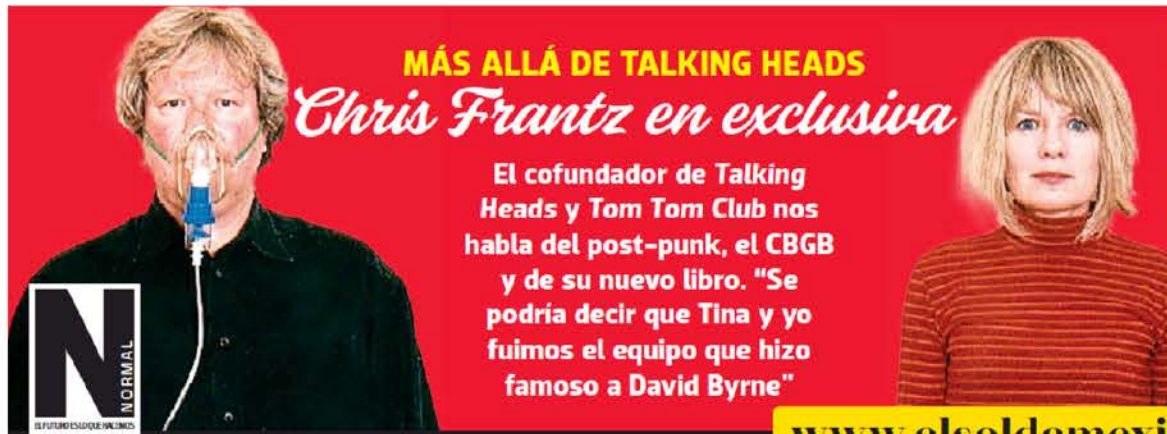 MÁS ALLÁ DE TALKING HEADS
Chris Frantz en exclusiva
El cofundador de Talking
Heads y Tom Tom Club nos
habla del post-punk, el CBGB
y de su nuevo libro. “Se
podría decir que Tina y yo
fuimos el equipo que hizo
famoso a David Byrne”
N
NORMAL
EL FUTURO ES LO QUE HACEMOS